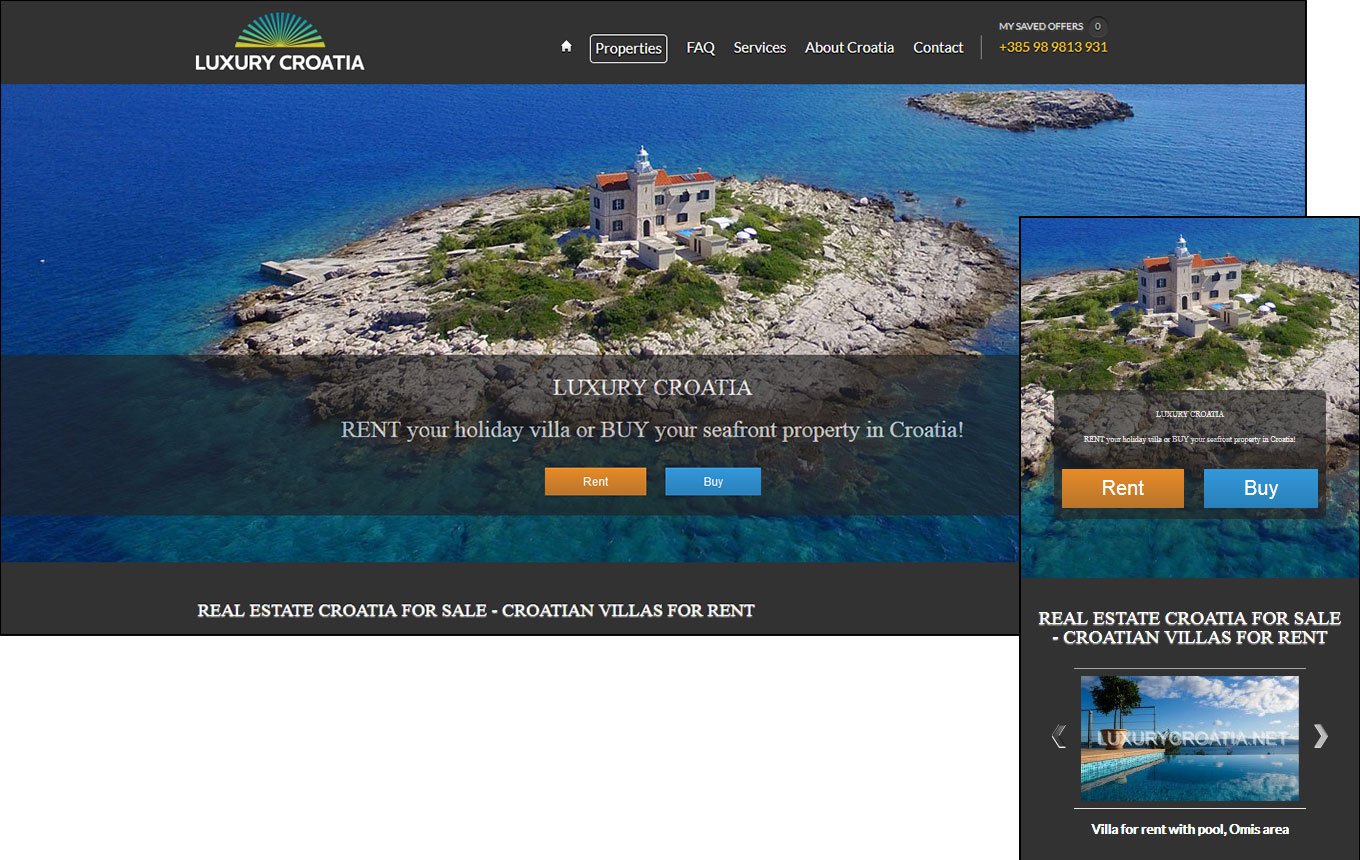 LUXURY CROATIA
Properties
FAQ
Services
About Croatia
Contact
MY SAVED OFFERS 0
+385 98 9813 931
LUXURY CROATIA
RENT your holiday villa or BUY your seafront property in Croatia!
Rent
Buy
REAL ESTATE CROATIA FOR SALE - CROATIAN VILLAS FOR RENT
LUXURY CROATIA
RENT your holiday villa or BUY your seafront property in Croatia!
Rent
Buy
REAL ESTATE CROATIA FOR SALE
- CROATIAN VILLAS FOR RENT
LUXURYCROATIA.NET
Villa for rent with pool, Omis area